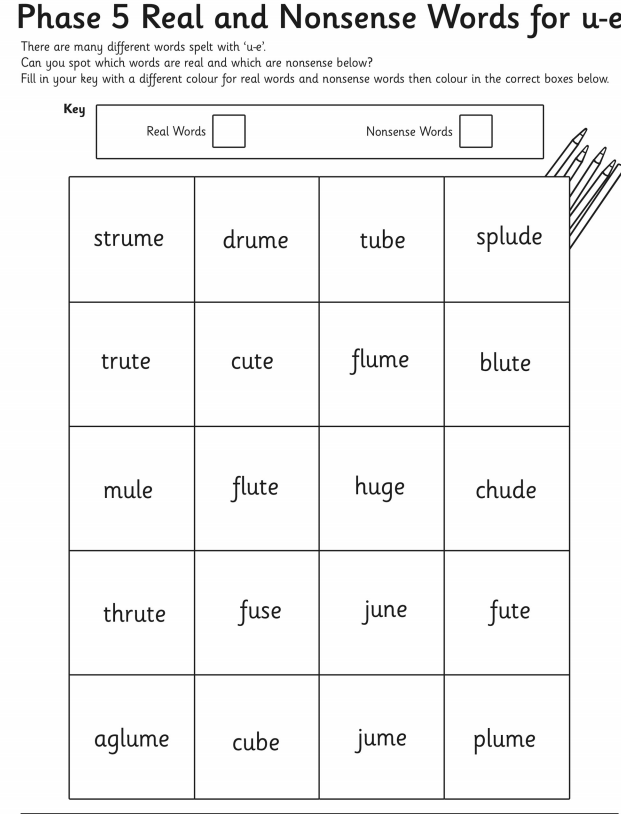 Phase 5 Real and Nonsense Words for u-e
There are many different words spelt with ‘u-e’.
Can you spot which words are real and which are nonsense below?
Fill in your key with a different colour for real words and nonsense words then colour in the correct boxes below.
Key
Real Words Nonsense Words
strume drume tube splude
trute cute flume blute
mule flute huge chude
thrute fuse june fute
aglume cube jume plume